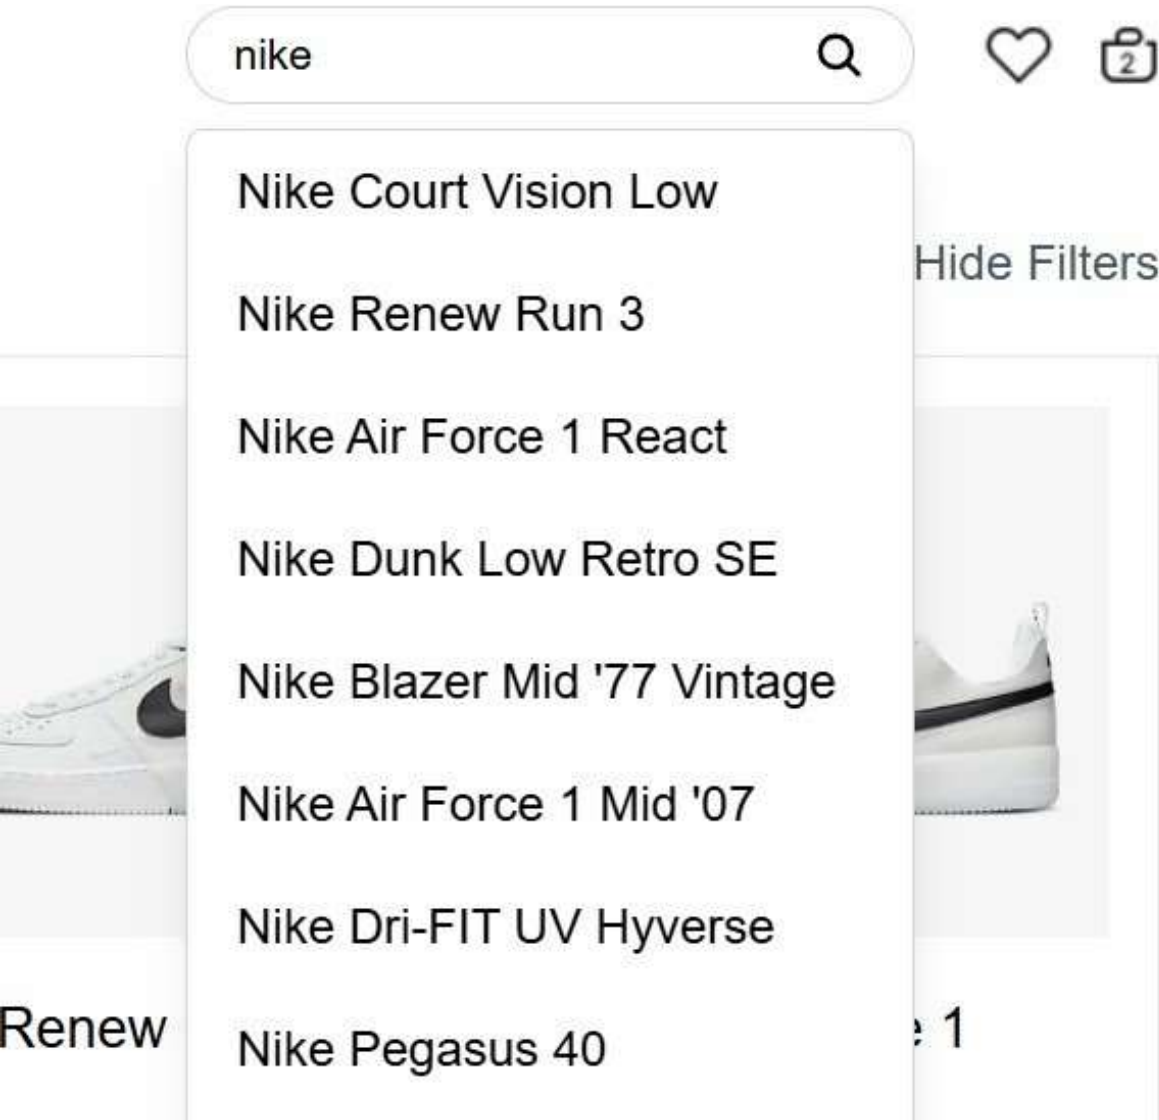 nike
2
Nike Court Vision Low
Hide Filters
Nike Renew Run 3
Nike Air Force 1 React
Nike Dunk Low Retro SE
Nike Blazer Mid '77 Vintage
Nike Air Force 1 Mid '07
Nike Dri-FIT UV Hyverse
Renew
1
Nike Pegasus 40